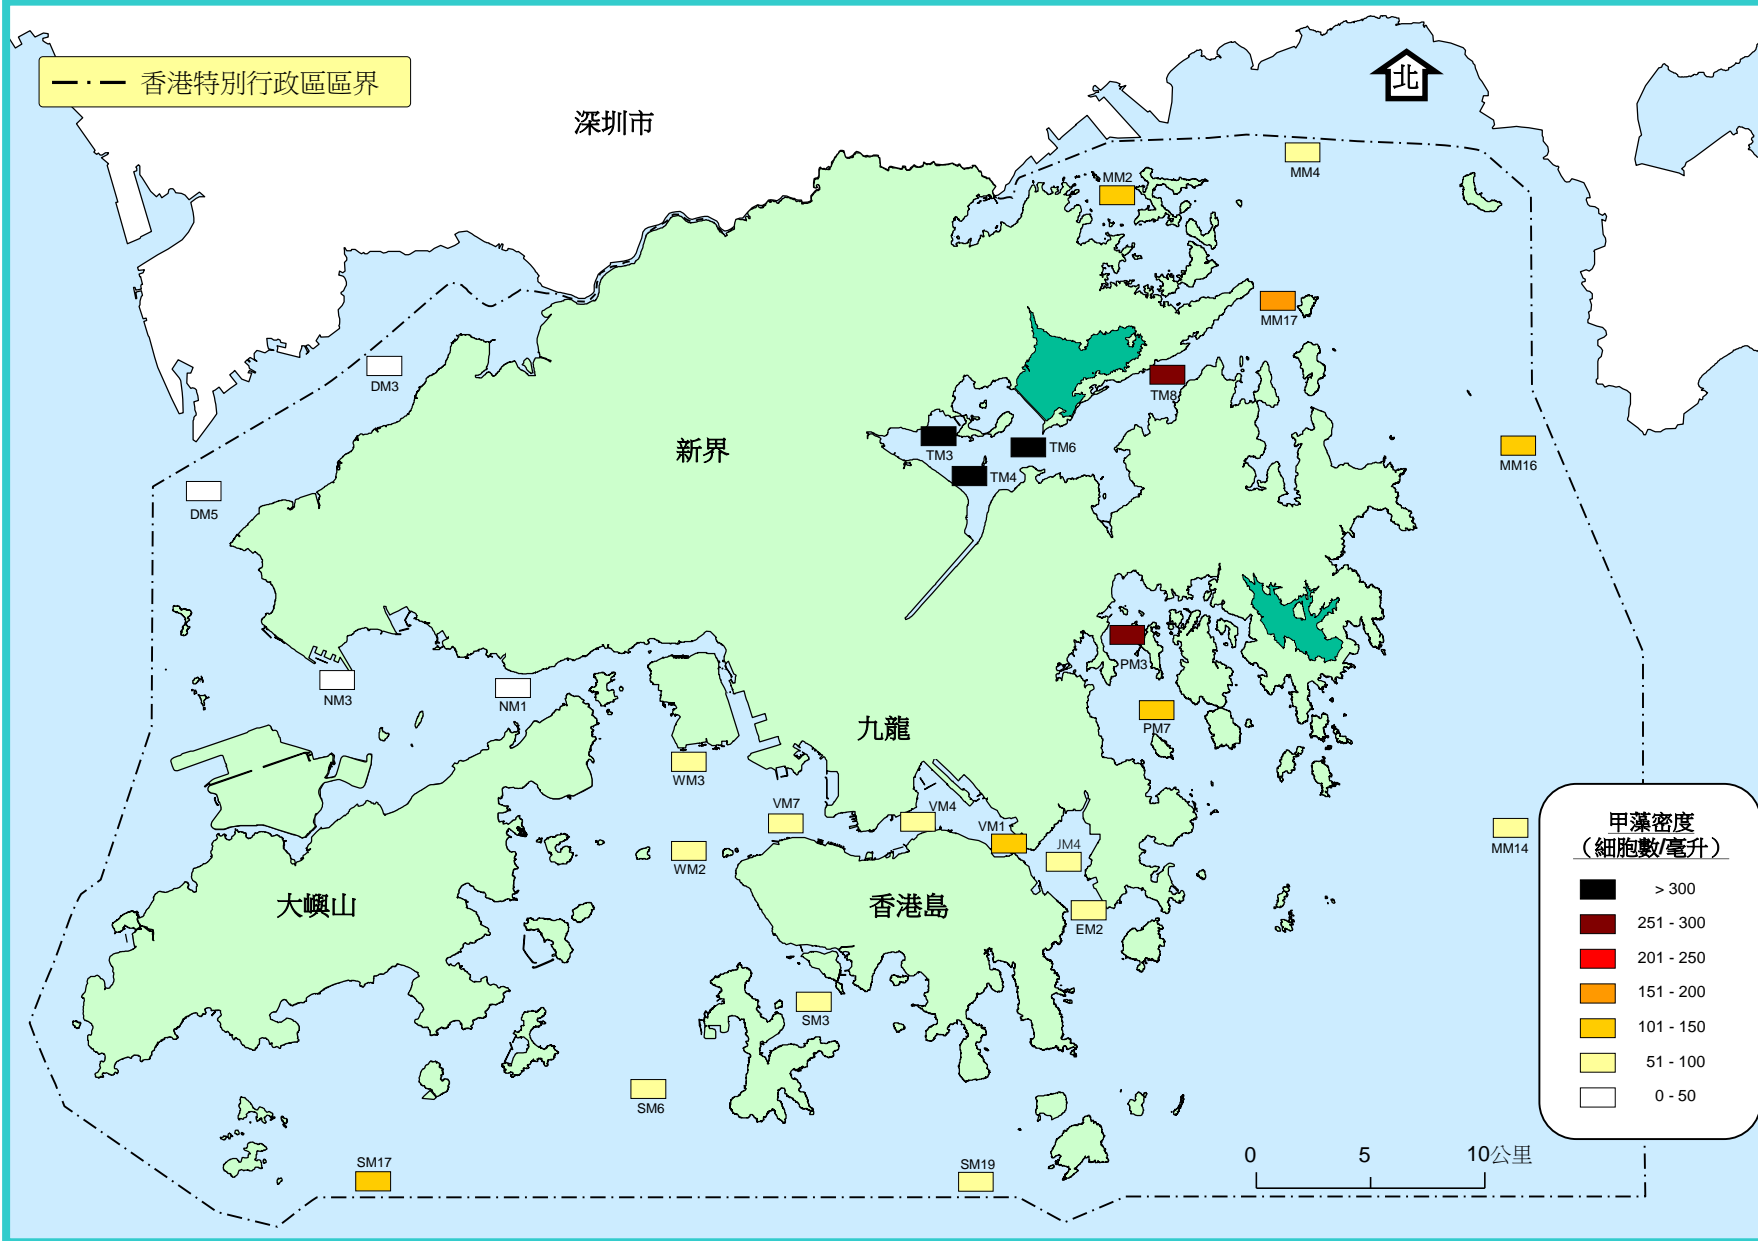 香港特別行政區區界
北
深圳市
MM2
MM4
MM17
DM3
TM8
TM3
TM6
新界
MM16
TM4
DM5
PM3
NM3
NM1
九龍
PM7
WM3
VM7
VM4
VM1
JM4
WM2
MM14
大嶼山
香港島
EM2
SM3
SM6
SM17
SM19
甲藻密度
(細胞數/毫升)
> 300
251 - 300
201 - 250
151 - 200
101 - 150
51 - 100
0 - 50
0 5 10公里